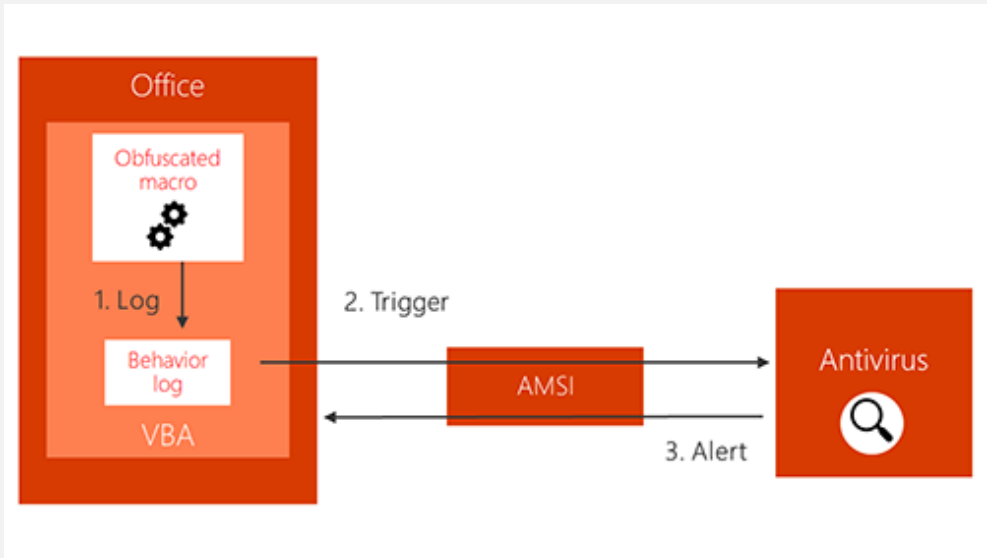 Office
Obfuscated
macro
1. Log
Behavior
log
VBA
2. Trigger
AMSI
3. Alert
Antivirus